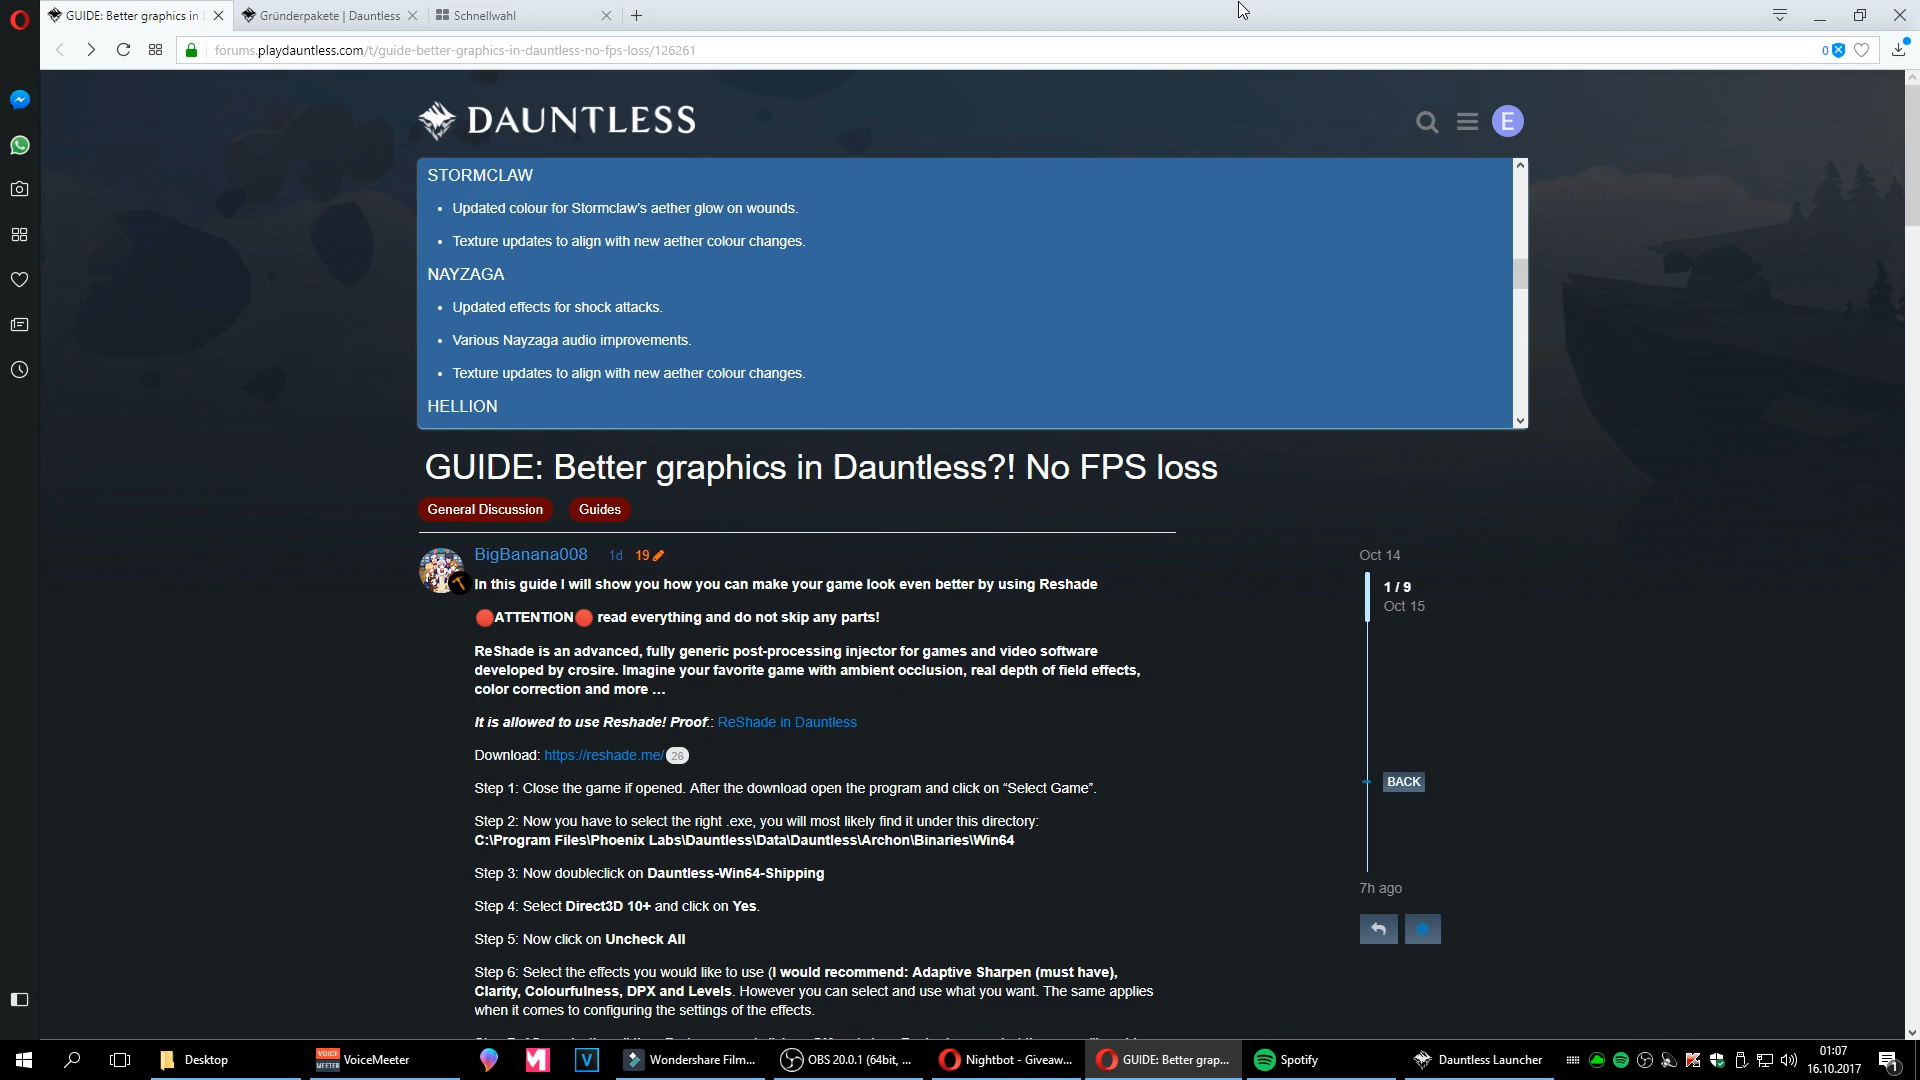 GUIDE: Better graphics in
Gründerpakete | Dauntless
Schnellwahl
forums.playdauntless.com/t/guide-better-graphics-in-dauntless-no-fps-loss/126261
0
DAUNTLESS
E
STORMCLAW
• Updated colour for Stormclaw's aether glow on wounds.
• Texture updates to align with new aether colour changes.
NAYZAGA
• Updated effects for shock attacks.
• Various Nayzaga audio improvements.
• Texture updates to align with new aether colour changes.
HELLION
GUIDE: Better graphics in Dauntless?! No FPS loss
General Discussion Guides
BigBanana008 1d 19
In this guide I will show you how you can make your game look even better by using Reshade
🔴ATTENTION🔴 read everything and do not skip any parts!
ReShade is an advanced, fully generic post-processing injector for games and video software
developed by crosire. Imagine your favorite game with ambient occlusion, real depth of field effects,
color correction and more …
It is allowed to use Reshade! Proof.: ReShade in Dauntless
Download: https://reshade.me/ 26
Step 1: Close the game if opened. After the download open the program and click on “Select Game”.
Step 2: Now you have to select the right .exe, you will most likely find it under this directory:
C:\Program Files\Phoenix Labs\Dauntless\Data\Dauntless\Archon\Binaries\Win64
Step 3: Now doubleclick on Dauntless-Win64-Shipping
Step 4: Select Direct3D 10+ and click on Yes.
Step 5: Now click on Uncheck All
Step 6: Select the effects you would like to use (I would recommend: Adaptive Sharpen (must have),
Clarity, Colourfulness, DPX and Levels. However you can select and use what you want. The same applies
when it comes to configuring the settings of the effects.
Oct 14
1 / 9
Oct 15
BACK
7h ago
Desktop
VOICE MEETER VoiceMeeter
V
Wondershare Film...
OBS 20.0.1 (64bit, ...
Nightbot - Giveaw...
GUIDE: Better grap...
Spotify
Dauntless Launcher
01:07
16.10.2017
1